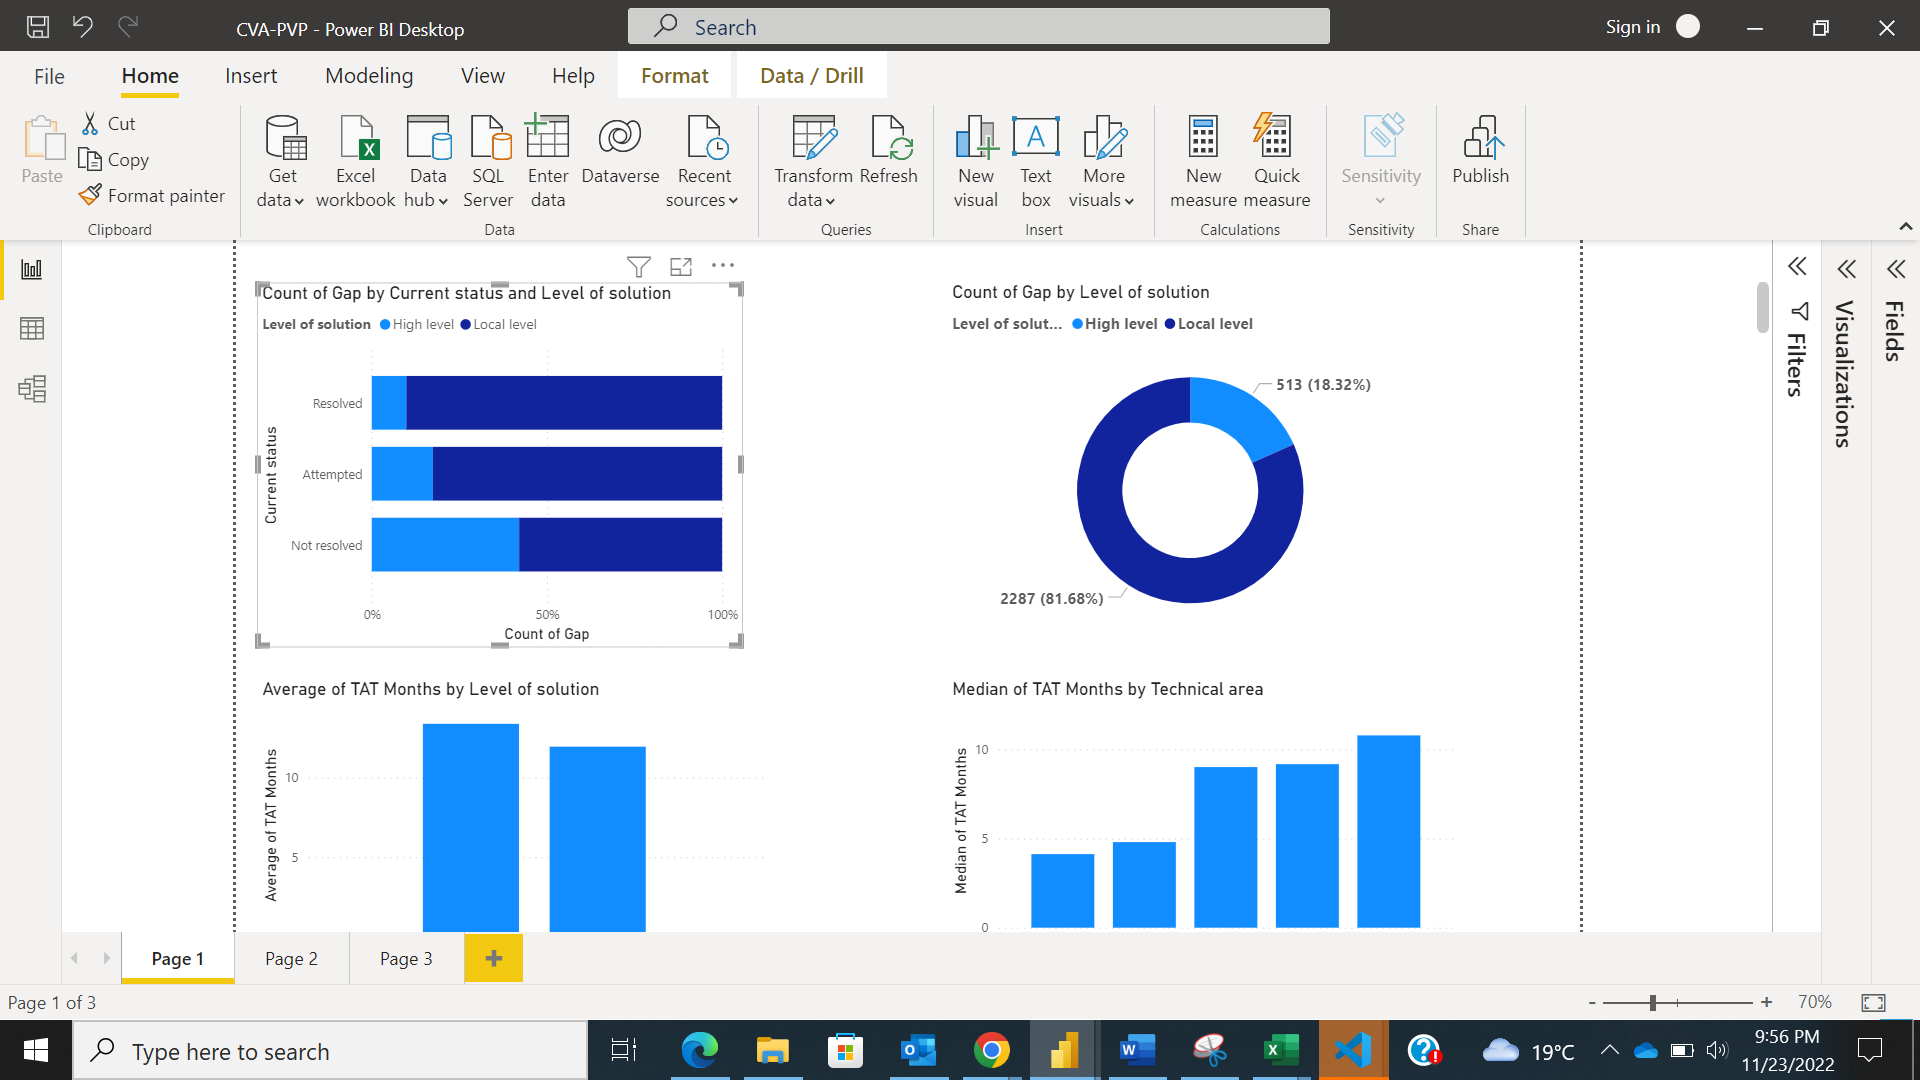 CVA-PVP - Power BI Desktop
Search
Sign in
File
Home
Insert
Modeling
View
Help
Format
Data / Drill
Paste
Cut
Copy
Format painter
Clipboard
Get data
Excel workbook
Data hub
SQL Server
Enter data
Dataverse
Recent sources
Data
Transform data
Refresh
Queries
New visual
Text box
More visuals
Insert
New measure
Quick measure
Calculations
Sensitivity
Sensitivity
Publish
Share
Count of Gap by Current status and Level of solution
Level of solution High level Local level
Current status
Resolved
Attempted
Not resolved
0% 50% 100%
Count of Gap
Count of Gap by Level of solution
Level of solut... High level Local level
513 (18.32%)
2287 (81.68%)
Average of TAT Months by Level of solution
Average of TAT Months
10
5
Median of TAT Months by Technical area
Median of TAT Months
10
5
0
Filters
Visualizations
Fields
Page 1
Page 2
Page 3
Page 1 of 3
- + 70%
Type here to search
19°C
9:56 PM
11/23/2022